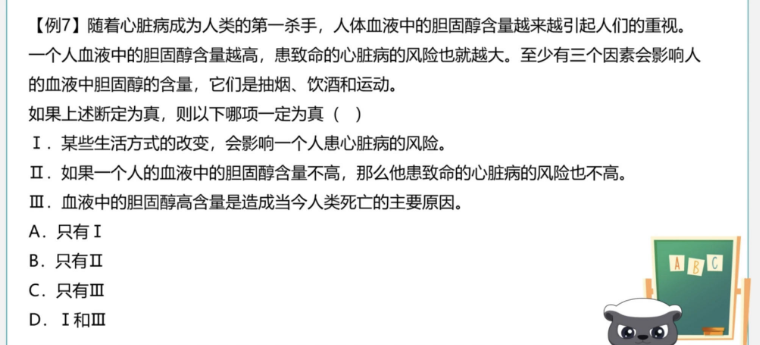 【例7】随着心脏病成为人类的第一杀手，人体血液中的胆固醇含量越来越引起人们的重视。
一个人血液中的胆固醇含量越高，患致命的心脏病的风险也就越大。至少有三个因素会影响人
的血液中胆固醇的含量，它们是抽烟、饮酒和运动。
如果上述断定为真，则以下哪项一定为真（ ）
Ⅰ．某些生活方式的改变，会影响一个人患心脏病的风险。
Ⅱ．如果一个人的血液中的胆固醇含量不高，那么他患致命的心脏病的风险也不高。
Ⅲ．血液中的胆固醇高含量是造成当今人类死亡的主要原因。
A．只有Ⅰ
B．只有Ⅱ
C．只有Ⅲ
D．Ⅰ和Ⅲ
A B C